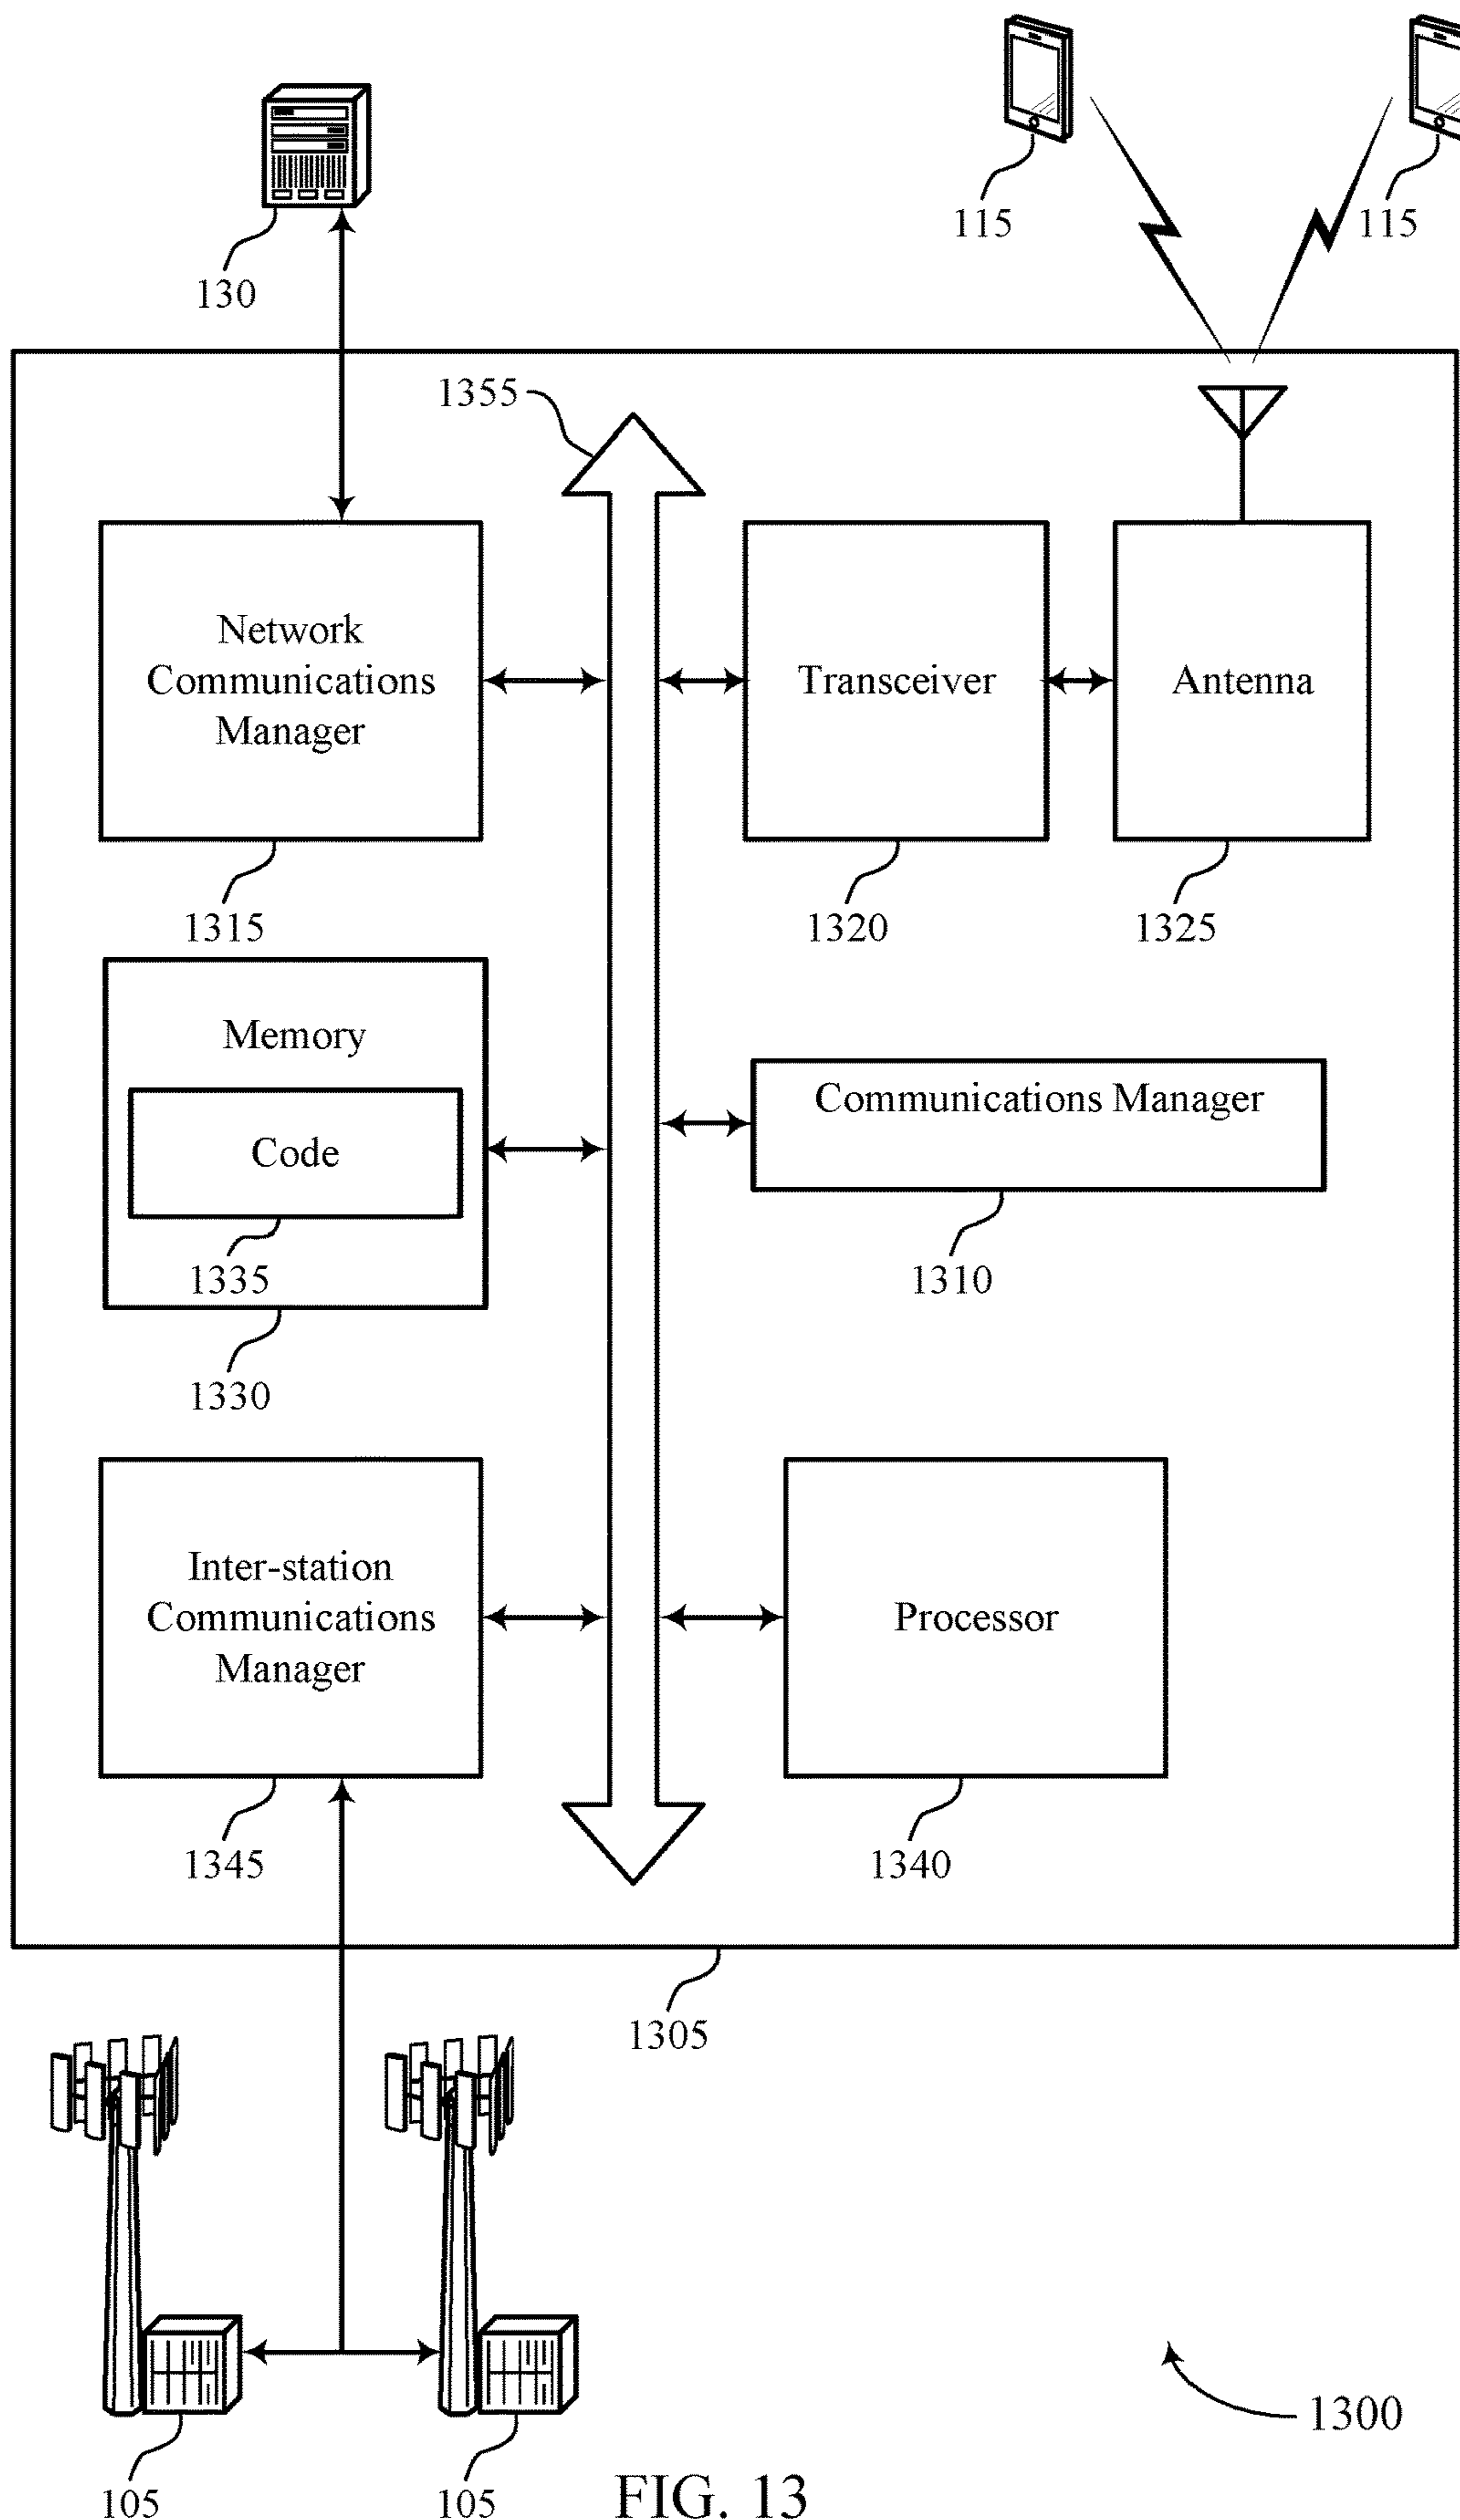 115
115
130
1355
Network
Communications
Manager
Transceiver
Antenna
1315
1320
1325
Memory
Code
Communications Manager
1335
1310
1330
Inter-station
Communications
Manager
Processor
1345
1340
1305
1300
105
105
FIG. 13